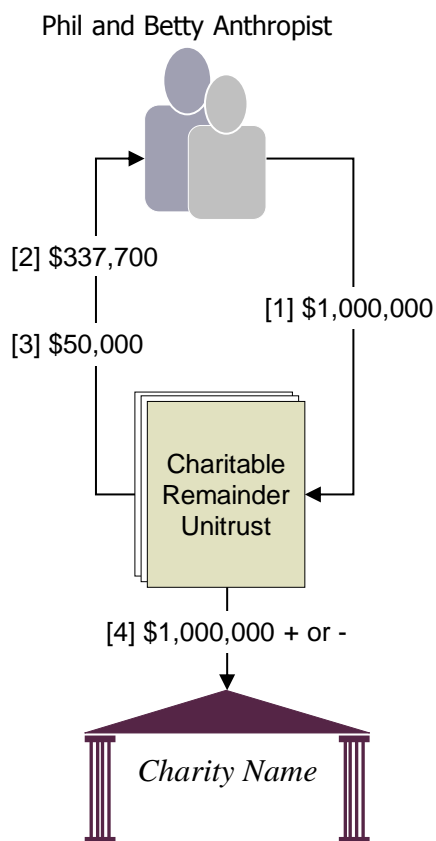 Phil and Betty Anthropist
[2] $337,700
[1] $1,000,000
[3] $50,000
Charitable
Remainder
Unitrust
[4] $1,000,000 + or -
Charity Name